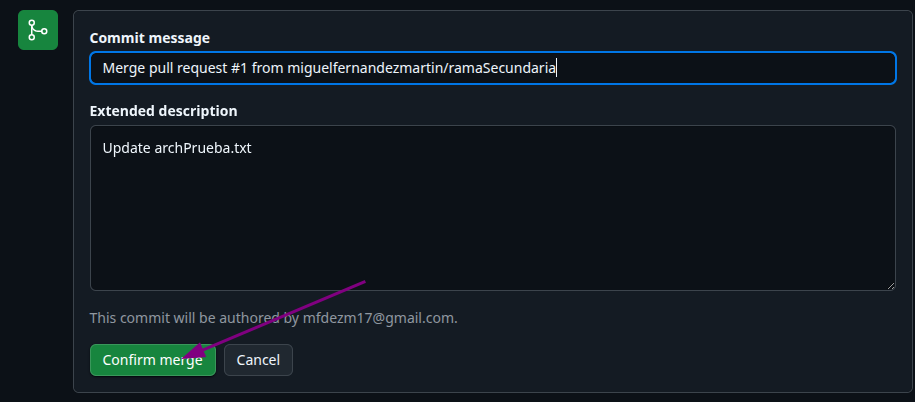 Commit message
Merge pull request #1 from miguelfernandezmartin/ramaSecundaria
Extended description
Update archPrueba.txt
This commit will be authored by mfdezm17@gmail.com.
Confirm merge
Cancel